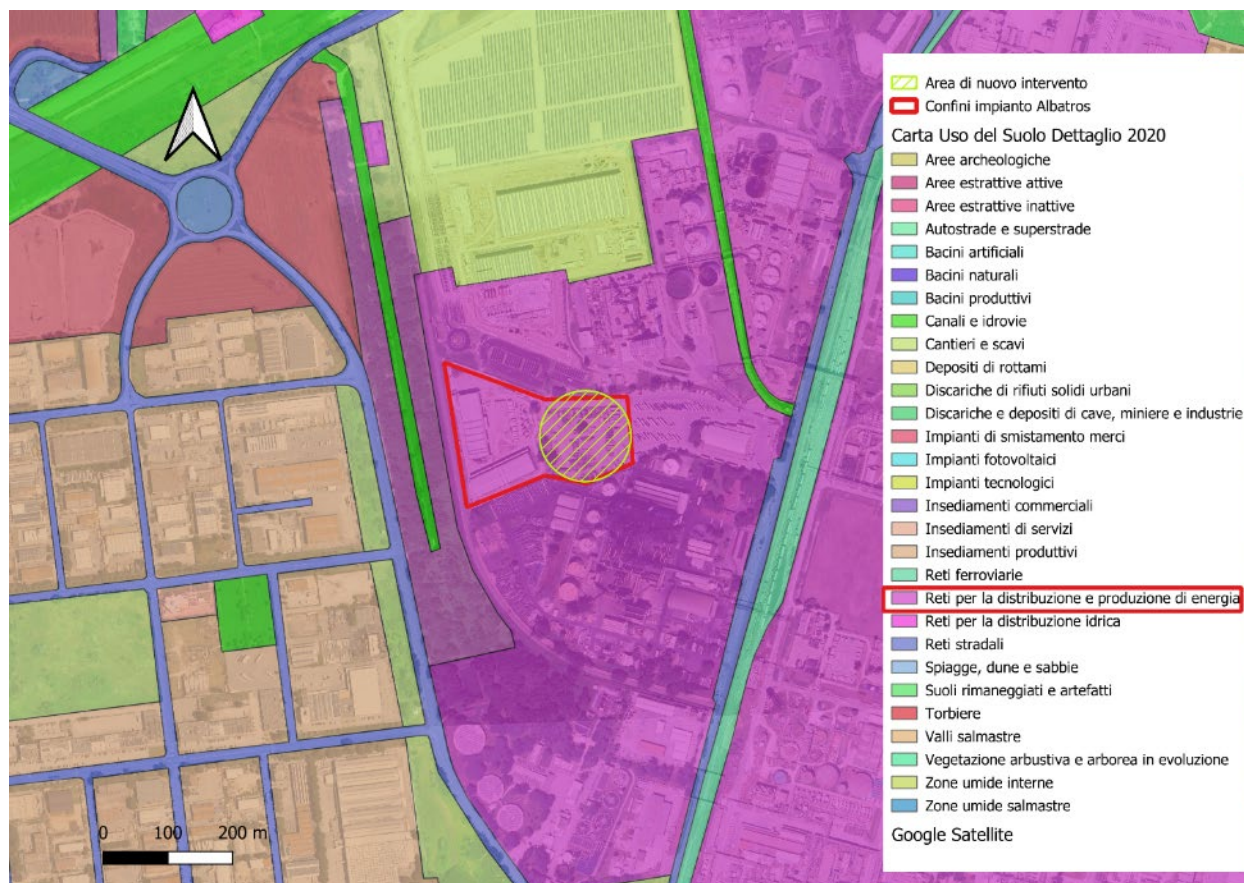 Area di nuovo intervento
Confini impianto Albatros
Carta Uso del Suolo Dettaglio 2020
Aree archeologiche
Aree estrattive attive
Aree estrattive inattive
Autostrade e superstrade
Bacini artificiali
Bacini naturali
Bacini produttivi
Canali e idrovie
Cantieri e scavi
Depositi di rottami
Discariche di rifiuti solidi urbani
Discariche e depositi di cave, miniere e industrie
Impianti di smistamento merci
Impianti fotovoltaici
Impianti tecnologici
Insediamenti commerciali
Insediamenti di servizi
Insediamenti produttivi
Reti ferroviarie
Reti per la distribuzione e produzione di energia
Reti per la distribuzione idrica
Reti stradali
Spiagge, dune e sabbie
Suoli rimaneggiati e artefatti
Torbiere
Valli salmastre
Vegetazione arbustiva e arborea in evoluzione
Zone umide interne
Zone umide salmastre
Google Satellite
0 100 200 m